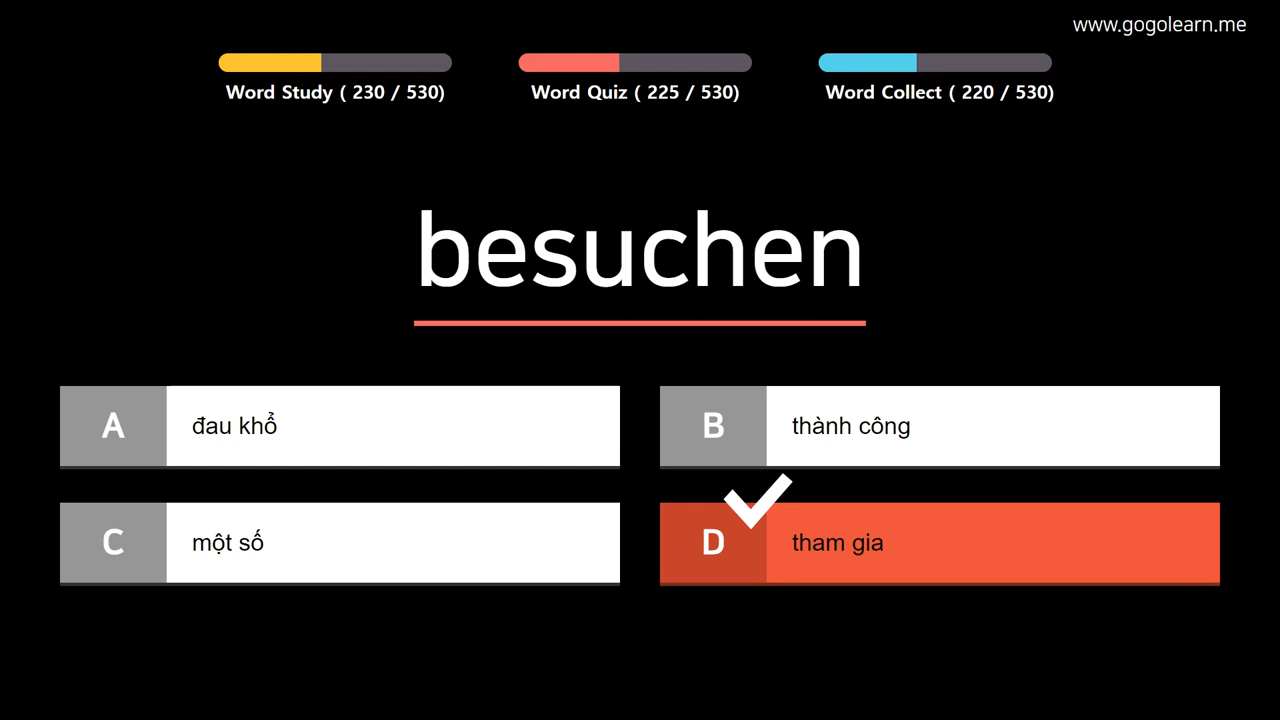 www.gogolearn.me
Word Study ( 230 / 530)
Word Quiz ( 225 / 530)
Word Collect ( 220 / 530)
besuchen
A
đau khổ
B
thành công
C
một số
D
tham gia